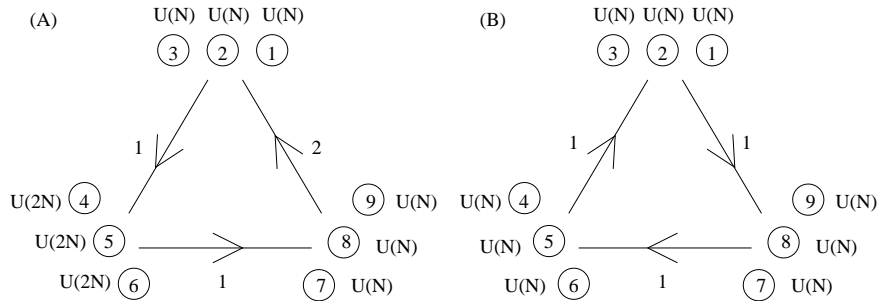 (A) U(N) U(N) U(N) (B) U(N) U(N) U(N)
3 2 1 3 2 1
1 2 1 1
U(2N) 4 9 U(N) U(N) 4 9 U(N)
U(2N) 5 8 U(N) U(N) 5 8 U(N)
U(2N) 6 1 7 U(N) U(N) 6 1 7 U(N)